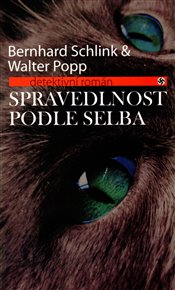 Bernhard Schlink &
Walter Popp
detektivní román
SPRAVEDLNOST
PODLE SELBA